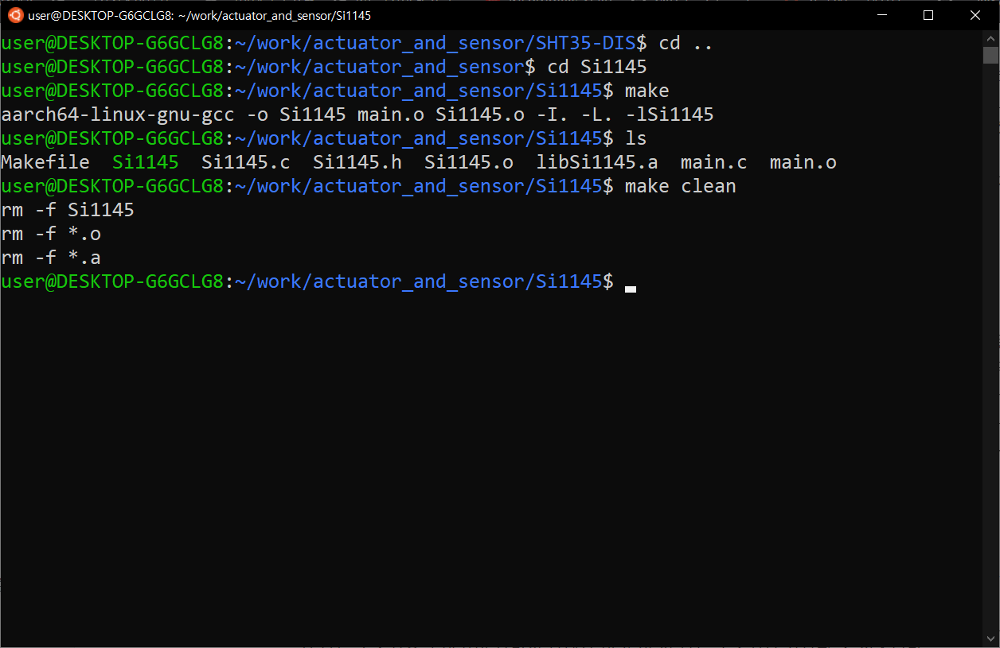 user@DESKTOP-G6GCLG8: ~/work/actuator_and_sensor/Si1145
user@DESKTOP-G6GCLG8:~/work/actuator_and_sensor/SHT35-DIS$ cd ..
user@DESKTOP-G6GCLG8:~/work/actuator_and_sensor$ cd Si1145
user@DESKTOP-G6GCLG8:~/work/actuator_and_sensor/Si1145$ make
aarch64-linux-gnu-gcc -o Si1145 main.o Si1145.o -I. -L. -lSi1145
user@DESKTOP-G6GCLG8:~/work/actuator_and_sensor/Si1145$ ls
Makefile  Si1145  Si1145.c  Si1145.h  Si1145.o  libSi1145.a  main.c  main.o
user@DESKTOP-G6GCLG8:~/work/actuator_and_sensor/Si1145$ make clean
rm -f Si1145
rm -f *.o
rm -f *.a
user@DESKTOP-G6GCLG8:~/work/actuator_and_sensor/Si1145$